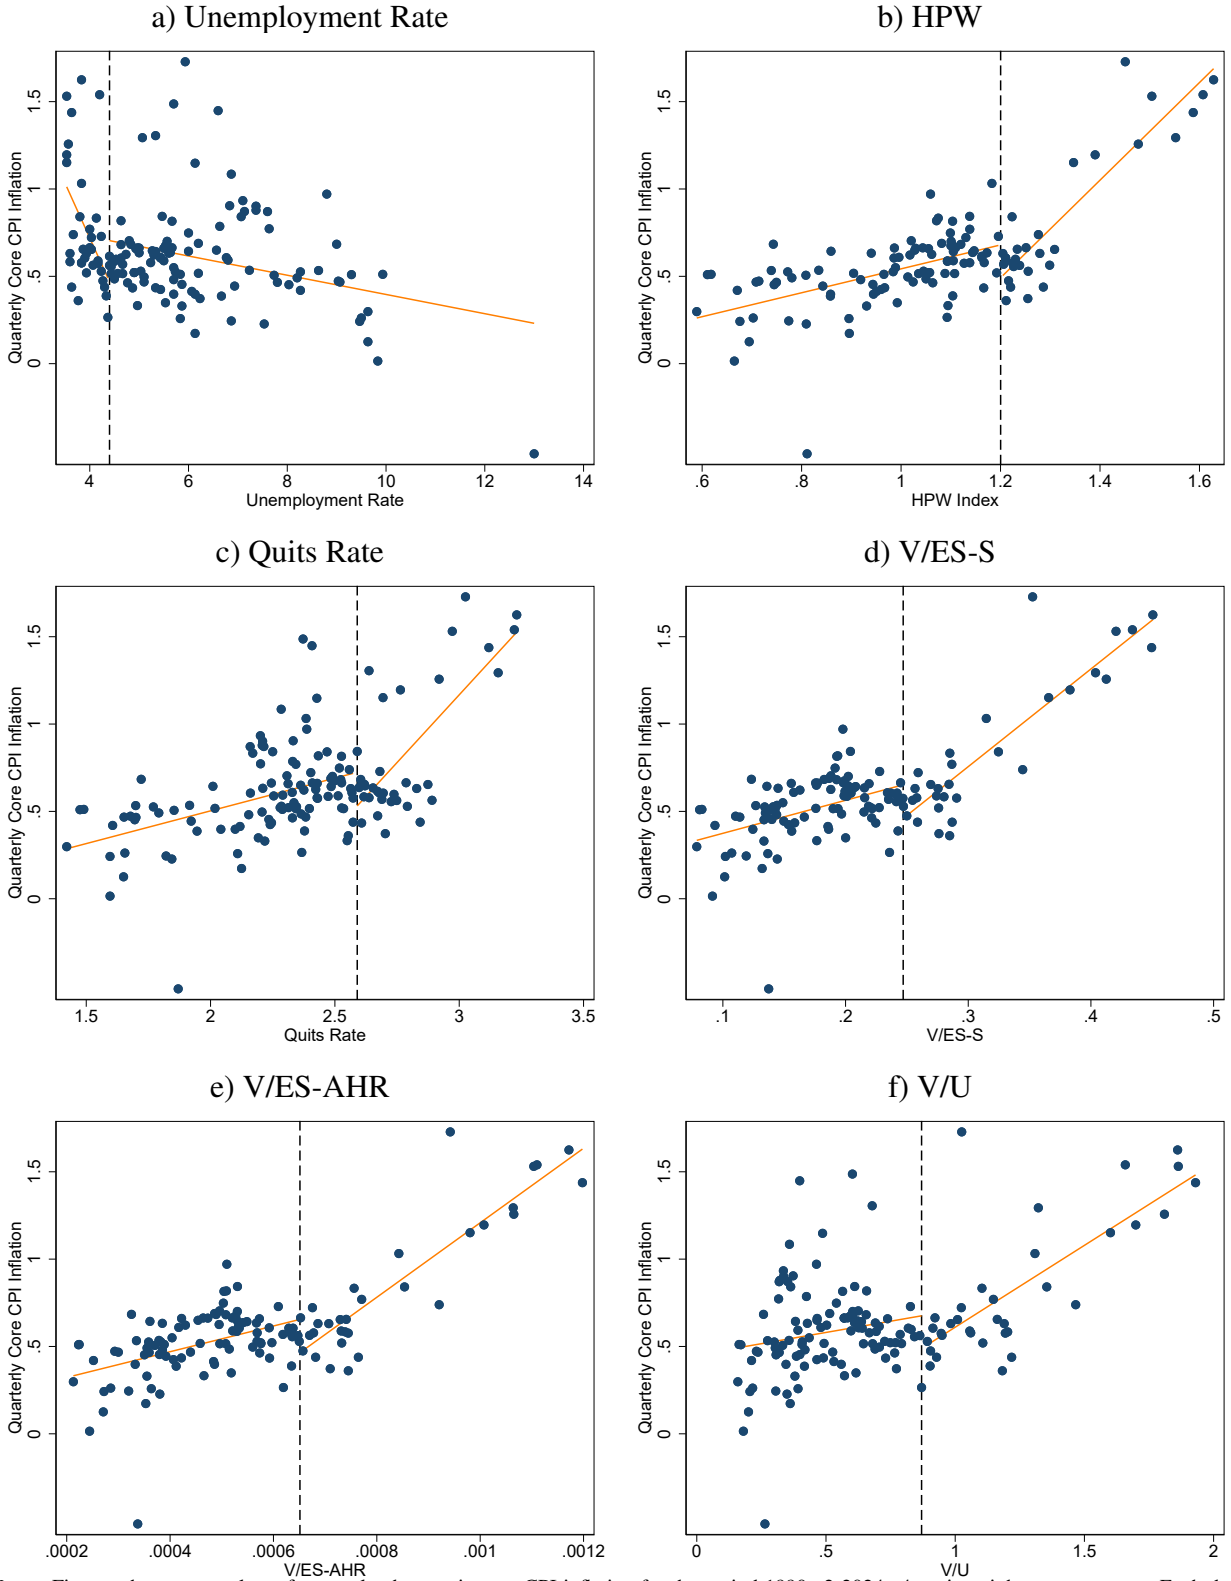 a) Unemployment Rate
Quarterly Core CPI Inflation
1.5
1
.5
0
4 6 8 10 12 14
Unemployment Rate
b) HPW
Quarterly Core CPI Inflation
1.5
1
.5
0
.6 .8 1 1.2 1.4 1.6
HPW Index
c) Quits Rate
Quarterly Core CPI Inflation
1.5
1
.5
0
1.5 2 2.5 3 3.5
Quits Rate
d) V/ES-S
Quarterly Core CPI Inflation
1.5
1
.5
0
.1 .2 .3 .4 .5
V/ES-S
e) V/ES-AHR
Quarterly Core CPI Inflation
1.5
1
.5
0
.0002 .0004 .0006 .0008 .001 .0012
V/ES-AHR
f) V/U
Quarterly Core CPI Inflation
1.5
1
.5
0
0 .5 1 1.5 2
V/U